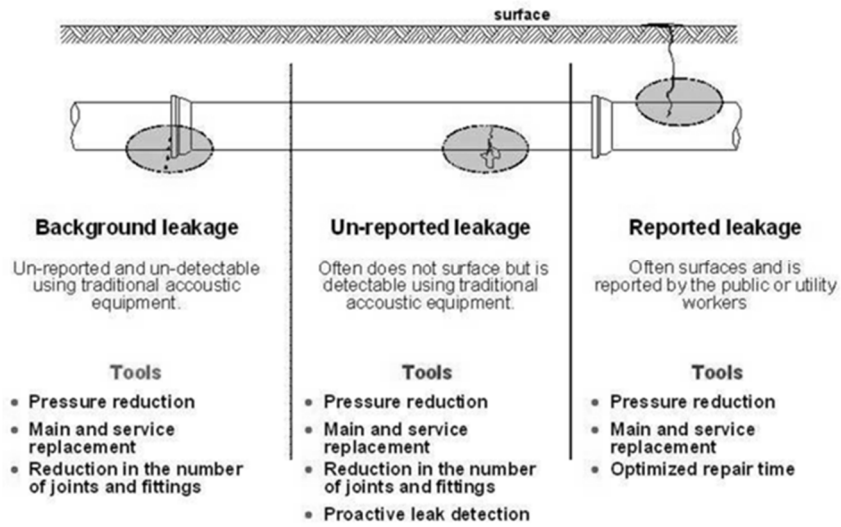 surface
Background leakage
Un-reported and un-detectable
using traditional accoustic
equipment.
Tools
• Pressure reduction
• Main and service
replacement
• Reduction in the number
of joints and fittings
Un-reported leakage
Often does not surface but is
detectable using traditional
accoustic equipment.
Tools
• Pressure reduction
• Main and service
replacement
• Reduction in the number
of joints and fittings
• Proactive leak detection
Reported leakage
Often surfaces and is
reported by the public or utility
workers
Tools
• Pressure reduction
• Main and service
replacement
• Optimized repair time